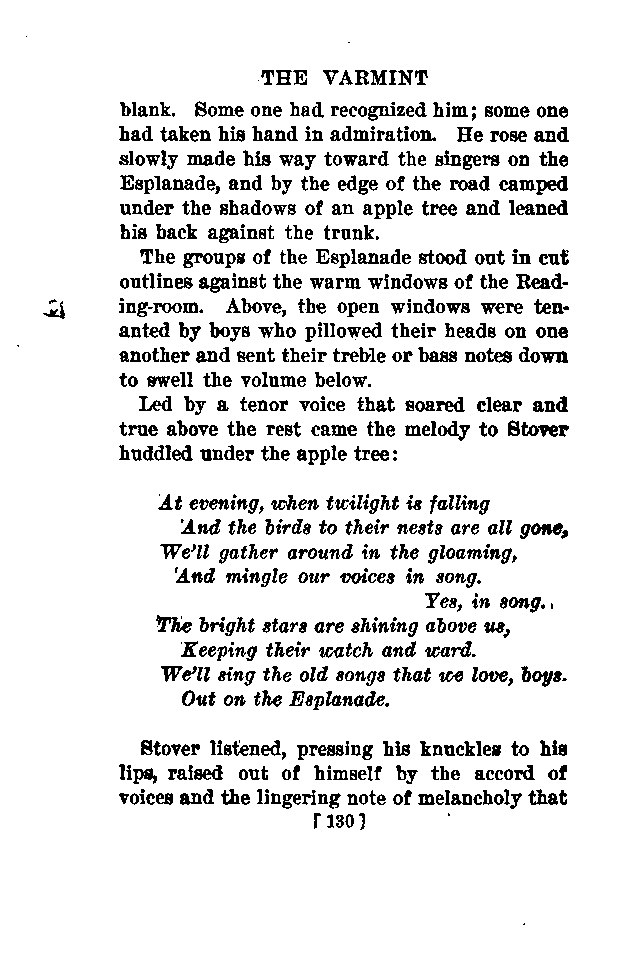 THE VARMINT
blank. Some one had recognized him; some one
had taken his hand in admiration. He rose and
slowly made his way toward the singers on the
Esplanade, and by the edge of the road camped
under the shadows of an apple tree and leaned
his back against the trunk.
The groups of the Esplanade stood out in cut
outlines against the warm windows of the Read-
ing-room. Above, the open windows were ten-
anted by boys who pillowed their heads on one
another and sent their treble or bass notes down
to swell the volume below.
Led by a tenor voice that soared clear and
true above the rest came the melody to Stover
huddled under the apple tree:
At evening, when twilight is falling
And the birds to their nests are all gone,
We'll gather around in the gloaming,
And mingle our voices in song.
Yes, in song.
The bright stars are shining above us,
Keeping their watch and ward.
We'll sing the old songs that we love, boys.
Out on the Esplanade.
Stover listened, pressing his knuckles to his
lips, raised out of himself by the accord of
voices and the lingering note of melancholy that
[130]